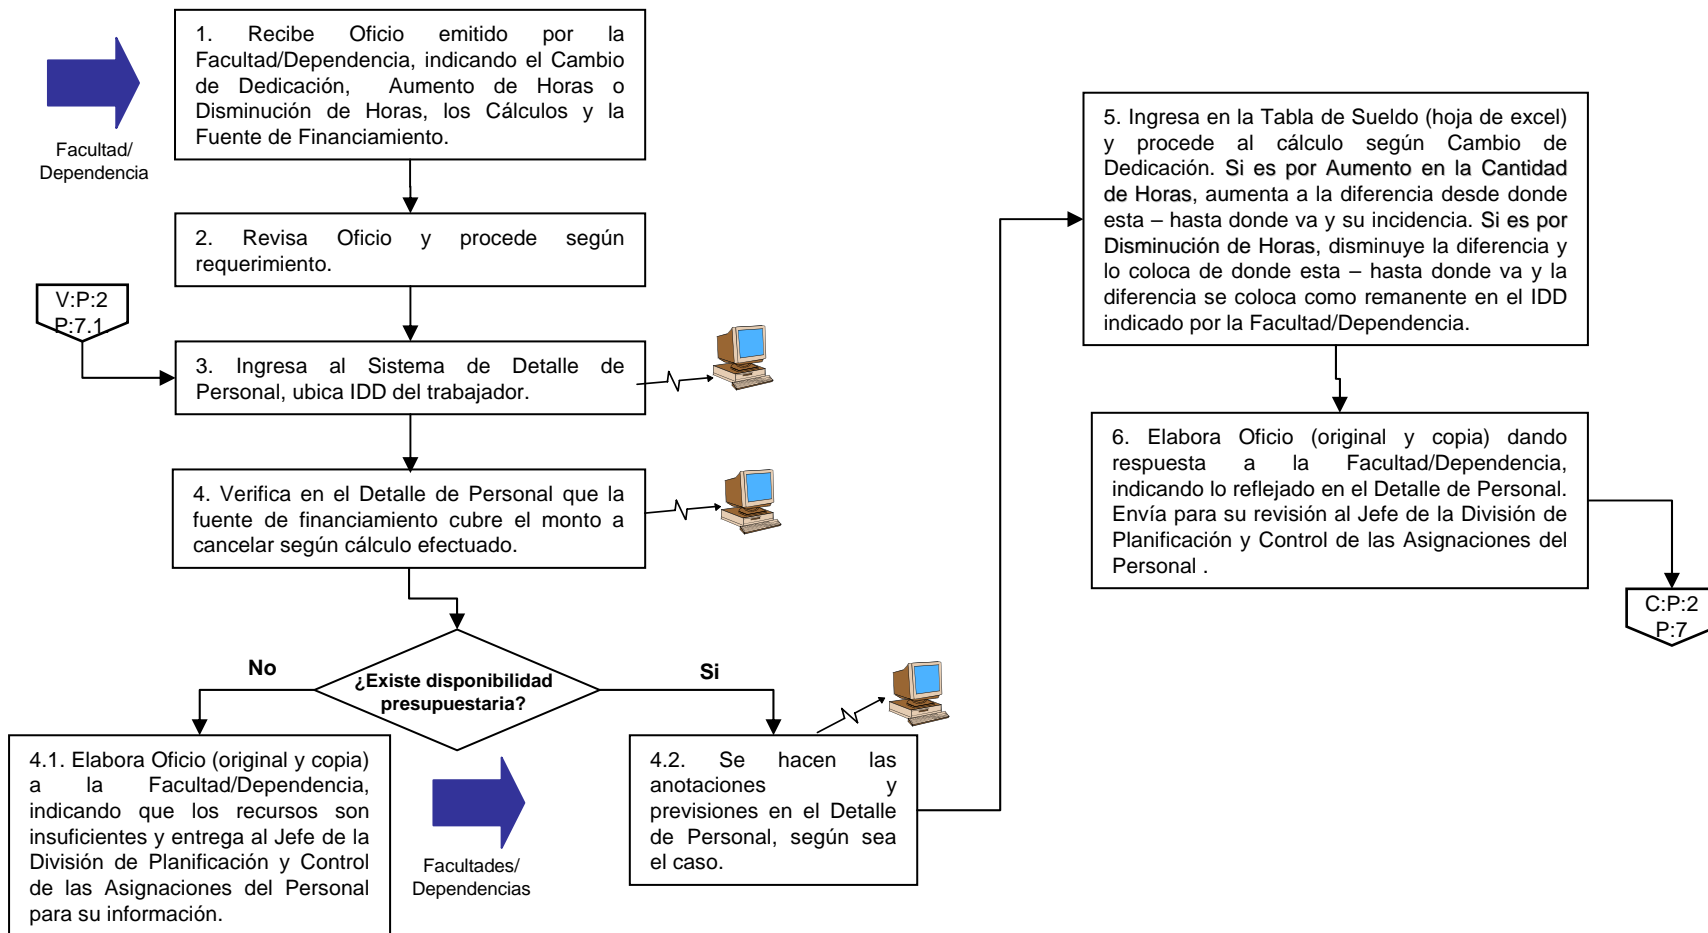 1. Recibe Oficio emitido por la
Facultad/Dependencia, indicando el Cambio
de Dedicación, Aumento de Horas o
Disminución de Horas, los Cálculos y la
Fuente de Financiamiento.
Facultad/
Dependencia
2. Revisa Oficio y procede según
requerimiento.
V:P:2
P:7.1.
3. Ingresa al Sistema de Detalle de
Personal, ubica IDD del trabajador.
4. Verifica en el Detalle de Personal que la
fuente de financiamiento cubre el monto a
cancelar según cálculo efectuado.
No
¿Existe disponibilidad
presupuestaria?
Si
4.1. Elabora Oficio (original y copia)
a la Facultad/Dependencia,
indicando que los recursos son
insuficientes y entrega al Jefe de la
División de Planificación y Control
de las Asignaciones del Personal
para su información.
Facultades/
Dependencias
4.2. Se hacen las
anotaciones y
previsiones en el Detalle
de Personal, según sea
el caso.
5. Ingresa en la Tabla de Sueldo (hoja de excel)
y procede al cálculo según Cambio de
Dedicación. Si es por Aumento en la Cantidad
de Horas, aumenta a la diferencia desde donde
esta – hasta donde va y su incidencia. Si es por
Disminución de Horas, disminuye la diferencia y
lo coloca de donde esta – hasta donde va y la
diferencia se coloca como remanente en el IDD
indicado por la Facultad/Dependencia.
6. Elabora Oficio (original y copia) dando
respuesta a la Facultad/Dependencia,
indicando lo reflejado en el Detalle de Personal.
Envía para su revisión al Jefe de la División de
Planificación y Control de las Asignaciones del
Personal .
C:P:2
P:7